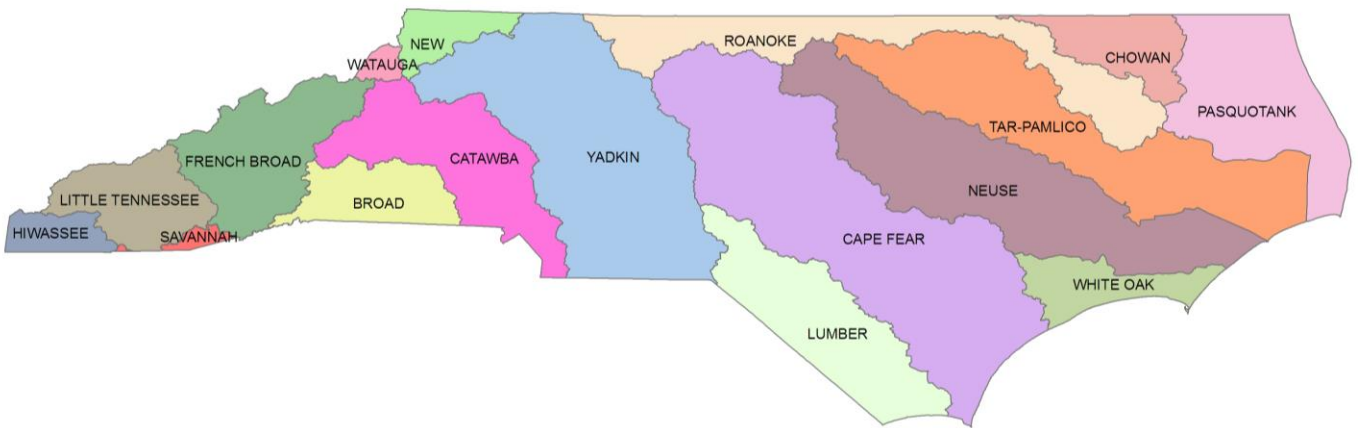 NEW
ROANOKE
CHOWAN
WATAUGA
PASQUOTANK
TAR-PAMLICO
FRENCH BROAD
CATAWBA
YADKIN
NEUSE
LITTLE TENNESSEE
BROAD
HIWASSEE
SAVANNAH
CAPE FEAR
WHITE OAK
LUMBER